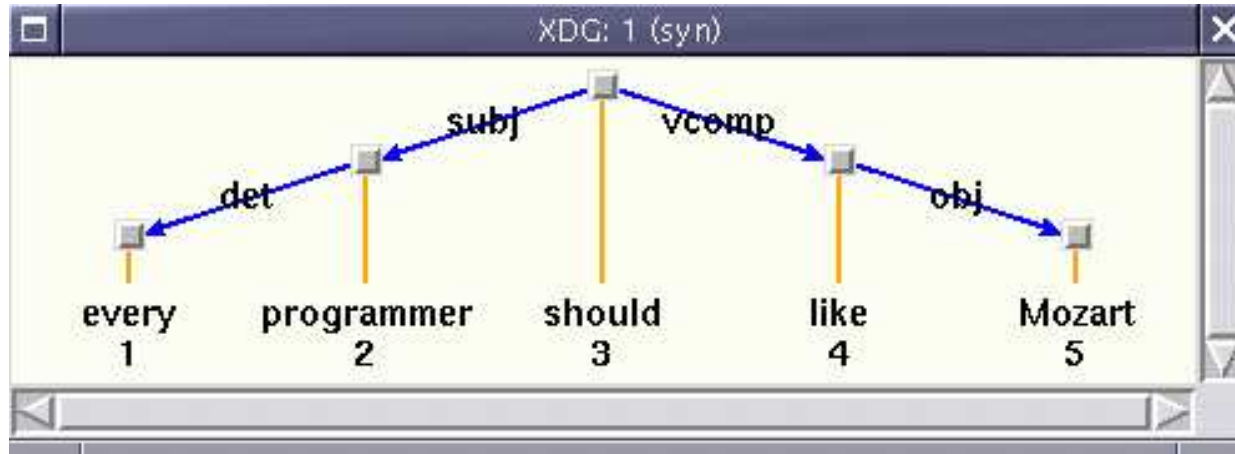 XDG: 1 (syn)
subj vcomp
det obj
every programmer should like Mozart
1 2 3 4 5